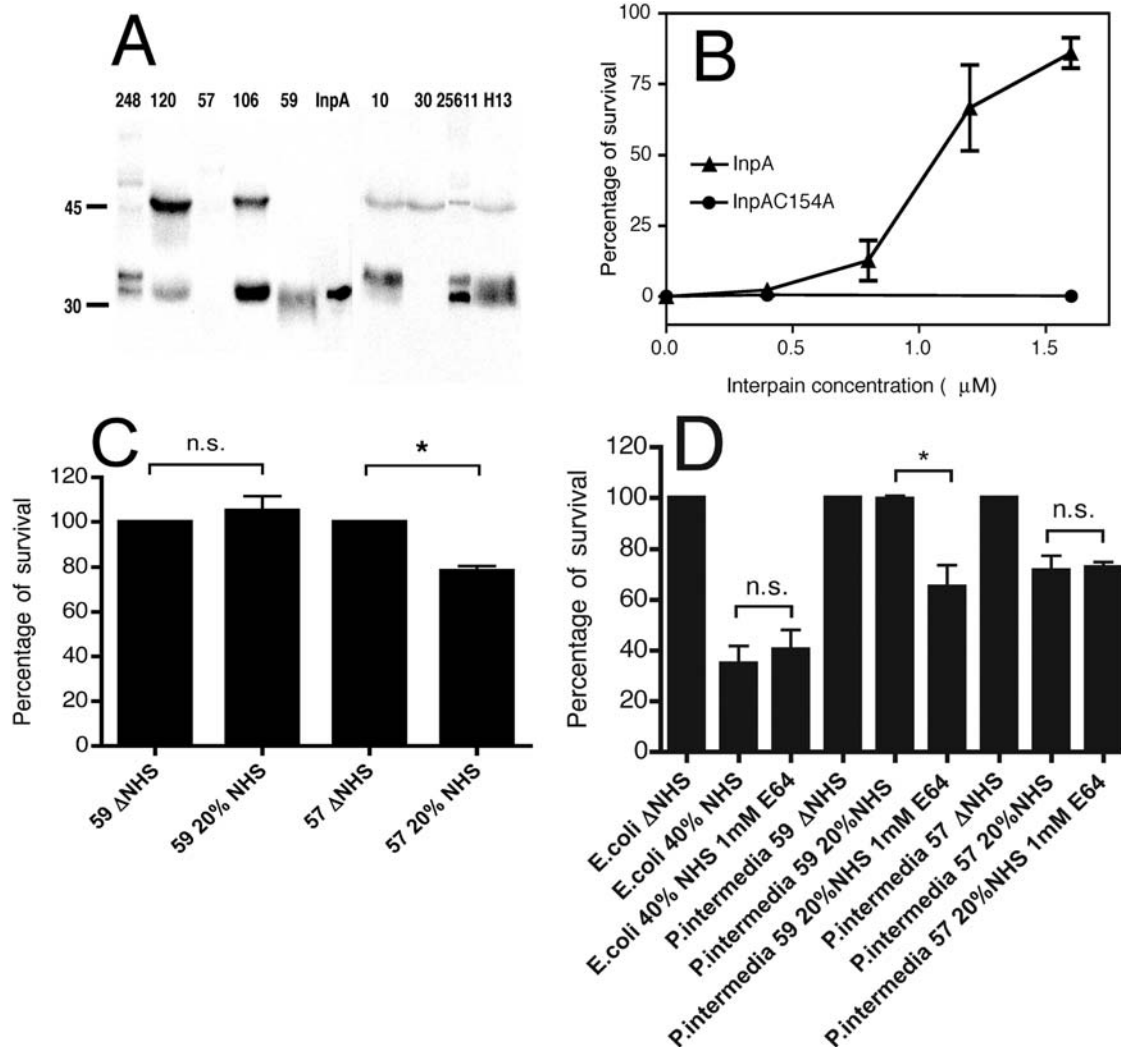 A
248 120 57 106 59 InpA 10 30 25611 H13
45
30
B
Percentage of survival
100
75
50
25
0
InpA
InpAC154A
0.0 0.5 1.0 1.5
Interpain concentration ( μM)
C
Percentage of survival
120
100
80
60
40
20
0
n.s.
*
59 ΔNHS
59 20% NHS
57 ΔNHS
57 20% NHS
D
Percentage of survival
120
100
80
60
40
20
0
n.s.
*
n.s.
E.coli ΔNHS
E.coli 40% NHS
E.coli 40% NHS 1mM E64
P.intermedia 59 ΔNHS
P.intermedia 59 20%NHS
P.intermedia 59 20%NHS 1mM E64
P.intermedia 57 ΔNHS
P.intermedia 57 20%NHS
P.intermedia 57 20%NHS 1mM E64